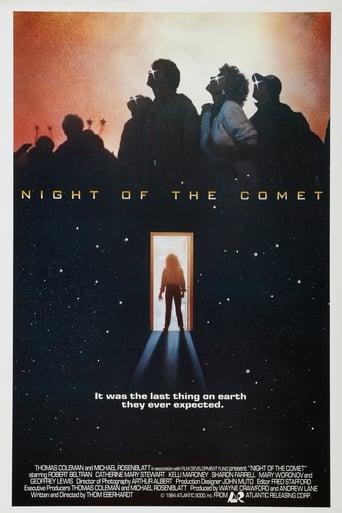 NIGHT OF THE COMET
It was the last thing on earth
they ever expected.
THOMAS COLEMAN and MICHAEL ROSENBLATT in association with FILM DEVELOPMENT FUND present "NIGHT OF THE COMET"
starring ROBERT BELTRAN CATHERINE MARY STEWART KELLI MARONEY SHARON FARRELL MARY WORONOV and
GEOFFREY LEWIS Director of Photography ARTHUR ALBERT Production Designer JOHN MUTO Edited by FRED STAFFORD
Executive Producers THOMAS COLEMAN and MICHAEL ROSENBLATT Produced by WAYNE CRAWFORD and ANDREW LANE
Written and Directed by THOM EBERHARDT © 1984 ATLANTIC 9000, INC. FROM ATLANTIC RELEASING CORP.